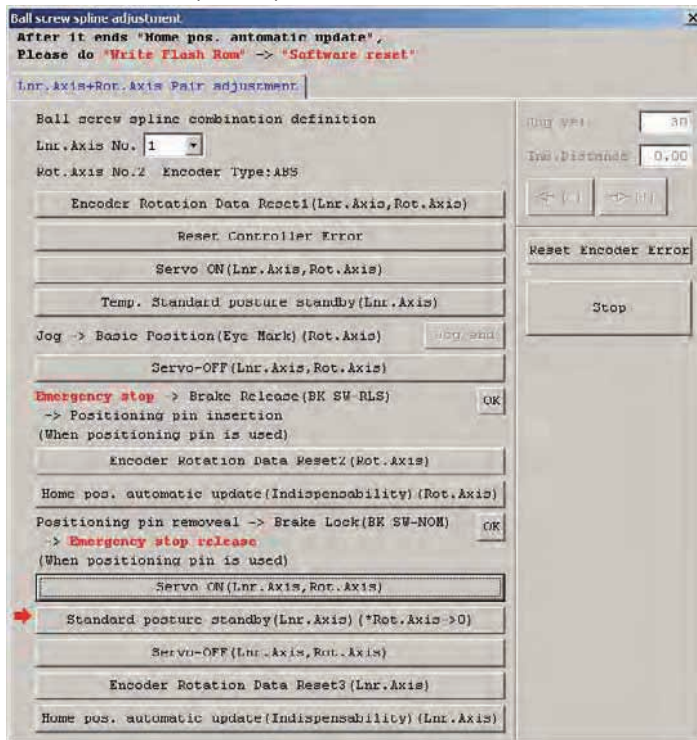 Ball screw spline adjustment
After it ends "Home pos. automatic update",
Please do "Write Flash Rom" -> "Software reset"
Lnr.Axis+Rot.Axis Pair adjustment
Ball screw spline combination definition
Lnr.Axis No. 1
Rot.Axis No.2 Encoder Type:ABS
Encoder Rotation Data Reset1(Lnr.Axis,Rot.Axis)
Reset Controller Error
Servo ON(Lnr.Axis,Rot.Axis)
Temp. Standard posture standby(Lnr.Axis)
Jog -> Basic Position(Eye Mark)(Rot.Axis) Jog end
Servo-OFF(Lnr.Axis,Rot.Axis)
Emergency stop -> Brake Release(BK SW-RLS) OK
-> Positioning pin insertion
(When positioning pin is used)
Encoder Rotation Data Reset2(Rot.Axis)
Home pos. automatic update(Indispensability)(Rot.Axis)
Positioning pin removeal -> Brake Lock(BK SW-NOM) OK
-> Emergency stop release
(When positioning pin is used)
Servo ON(Lnr.Axis,Rot.Axis)
Standard posture standby(Lnr.Axis)(*Rot.Axis->0)
Servo-OFF(Lnr.Axis,Rot.Axis)
Encoder Rotation Data Reset3(Lnr.Axis)
Home pos. automatic update(Indispensability)(Lnr.Axis)
Jog Vel. 30
Inc.Distance 0.00
Reset Encoder Error
Stop